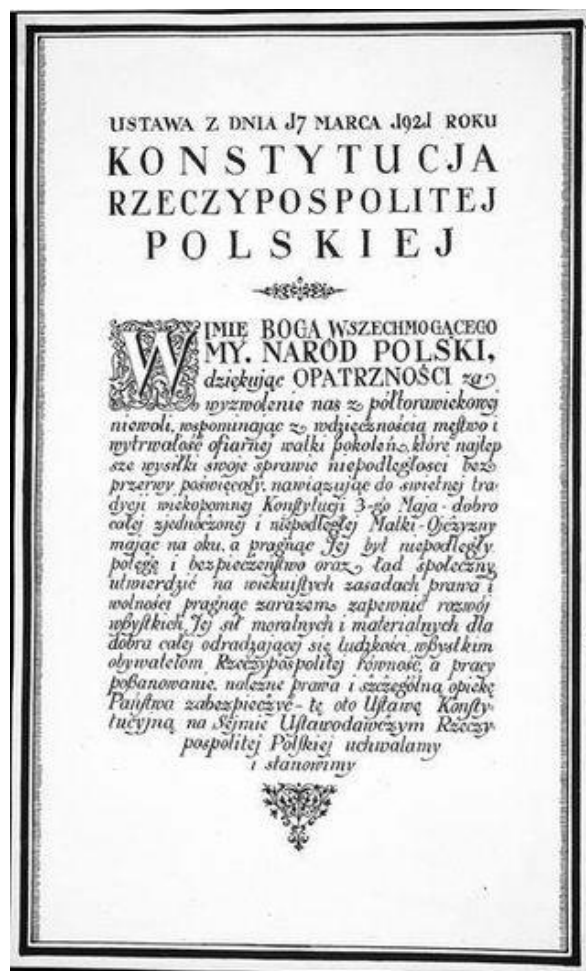 USTAWA Z DNIA 17 MARCA 1921 ROKU
KONSTYTUCJA
RZECZYPOSPOLITEJ
POLSKIEJ
W IMIĘ BOGA WSZECHMOGĄCEGO
MY, NARÓD POLSKI,
dziękując OPATRZNOŚCI za
wyzwolenie nas z półtorawiekowej
niewoli, wspominając z wdzięcznością męstwo i
wytrwałość ofiarnej walki pokoleń, które najlep
sze wysiłki swoje sprawie niepodległości bez
przerwy poświęcały, nawiązując do świetnej tra-
dycji wiekopomnej Konstytucji 3-go Maja - dobro
całej zjednoczonej i niepodległej Matki-Ojczyzny
mając na oku, a pragnąc Jej byt niepodległy,
potęgę i bezpieczeństwo oraz ład społeczny
utwierdzić na wiekuistych zasadach prawa i
wolności pragnąc zarazem zapewnić rozwój
wszystkich Jej sił moralnych i materialnych dla
dobra całej odradzającej się ludzkości, wszystkim
obywatelom Rzeczypospolitej równość, a pracy
poszanowanie, należne prawa i szczególną opiekę
Państwa zabezpieczyć - tę oto Ustawę Konsty-
tucyjną na Sejmie Ustawodawczym Rzeczy-
pospolitej Polskiej uchwalamy
i stanowimy